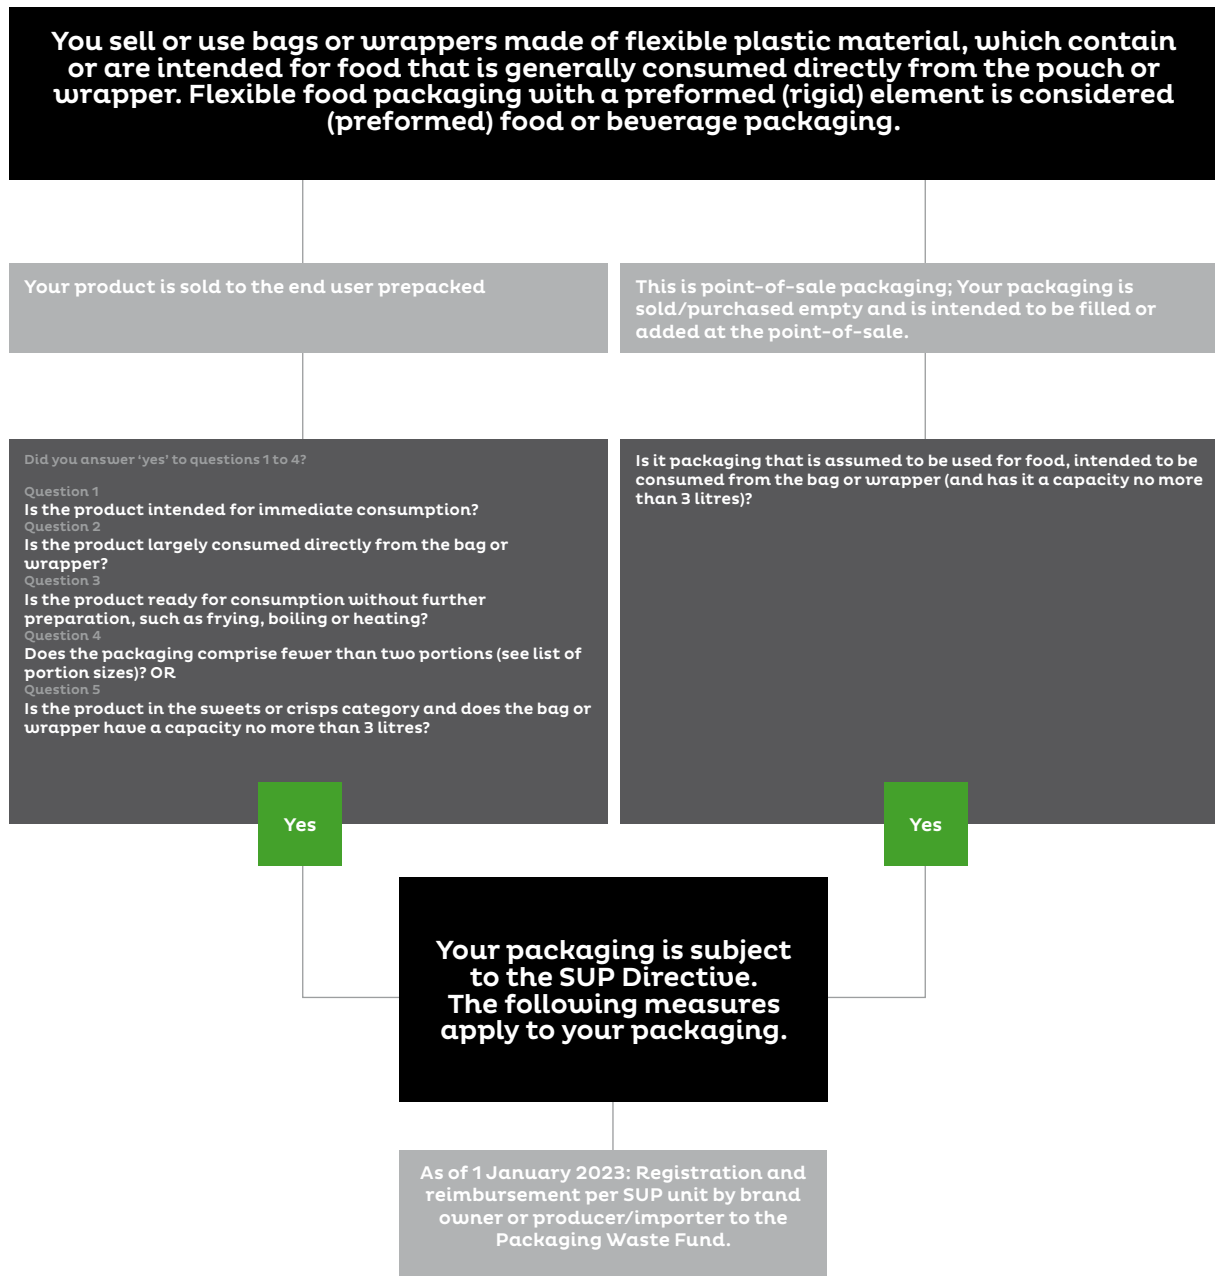 You sell or use bags or wrappers made of flexible plastic material, which contain
or are intended for food that is generally consumed directly from the pouch or
wrapper. Flexible food packaging with a preformed (rigid) element is considered
(preformed) food or beverage packaging.
Your product is sold to the end user prepacked
This is point-of-sale packaging; Your packaging is
sold/purchased empty and is intended to be filled or
added at the point-of-sale.
Did you answer ‘yes’ to questions 1 to 4?
Question 1
Is the product intended for immediate consumption?
Question 2
Is the product largely consumed directly from the bag or
wrapper?
Question 3
Is the product ready for consumption without further
preparation, such as frying, boiling or heating?
Question 4
Does the packaging comprise fewer than two portions (see list of
portion sizes)? OR
Question 5
Is the product in the sweets or crisps category and does the bag or
wrapper have a capacity no more than 3 litres?
Is it packaging that is assumed to be used for food, intended to be
consumed from the bag or wrapper (and has it a capacity no more
than 3 litres)?
Yes
Yes
Your packaging is subject
to the SUP Directive.
The following measures
apply to your packaging.
As of 1 January 2023: Registration and
reimbursement per SUP unit by brand
owner or producer/importer to the
Packaging Waste Fund.